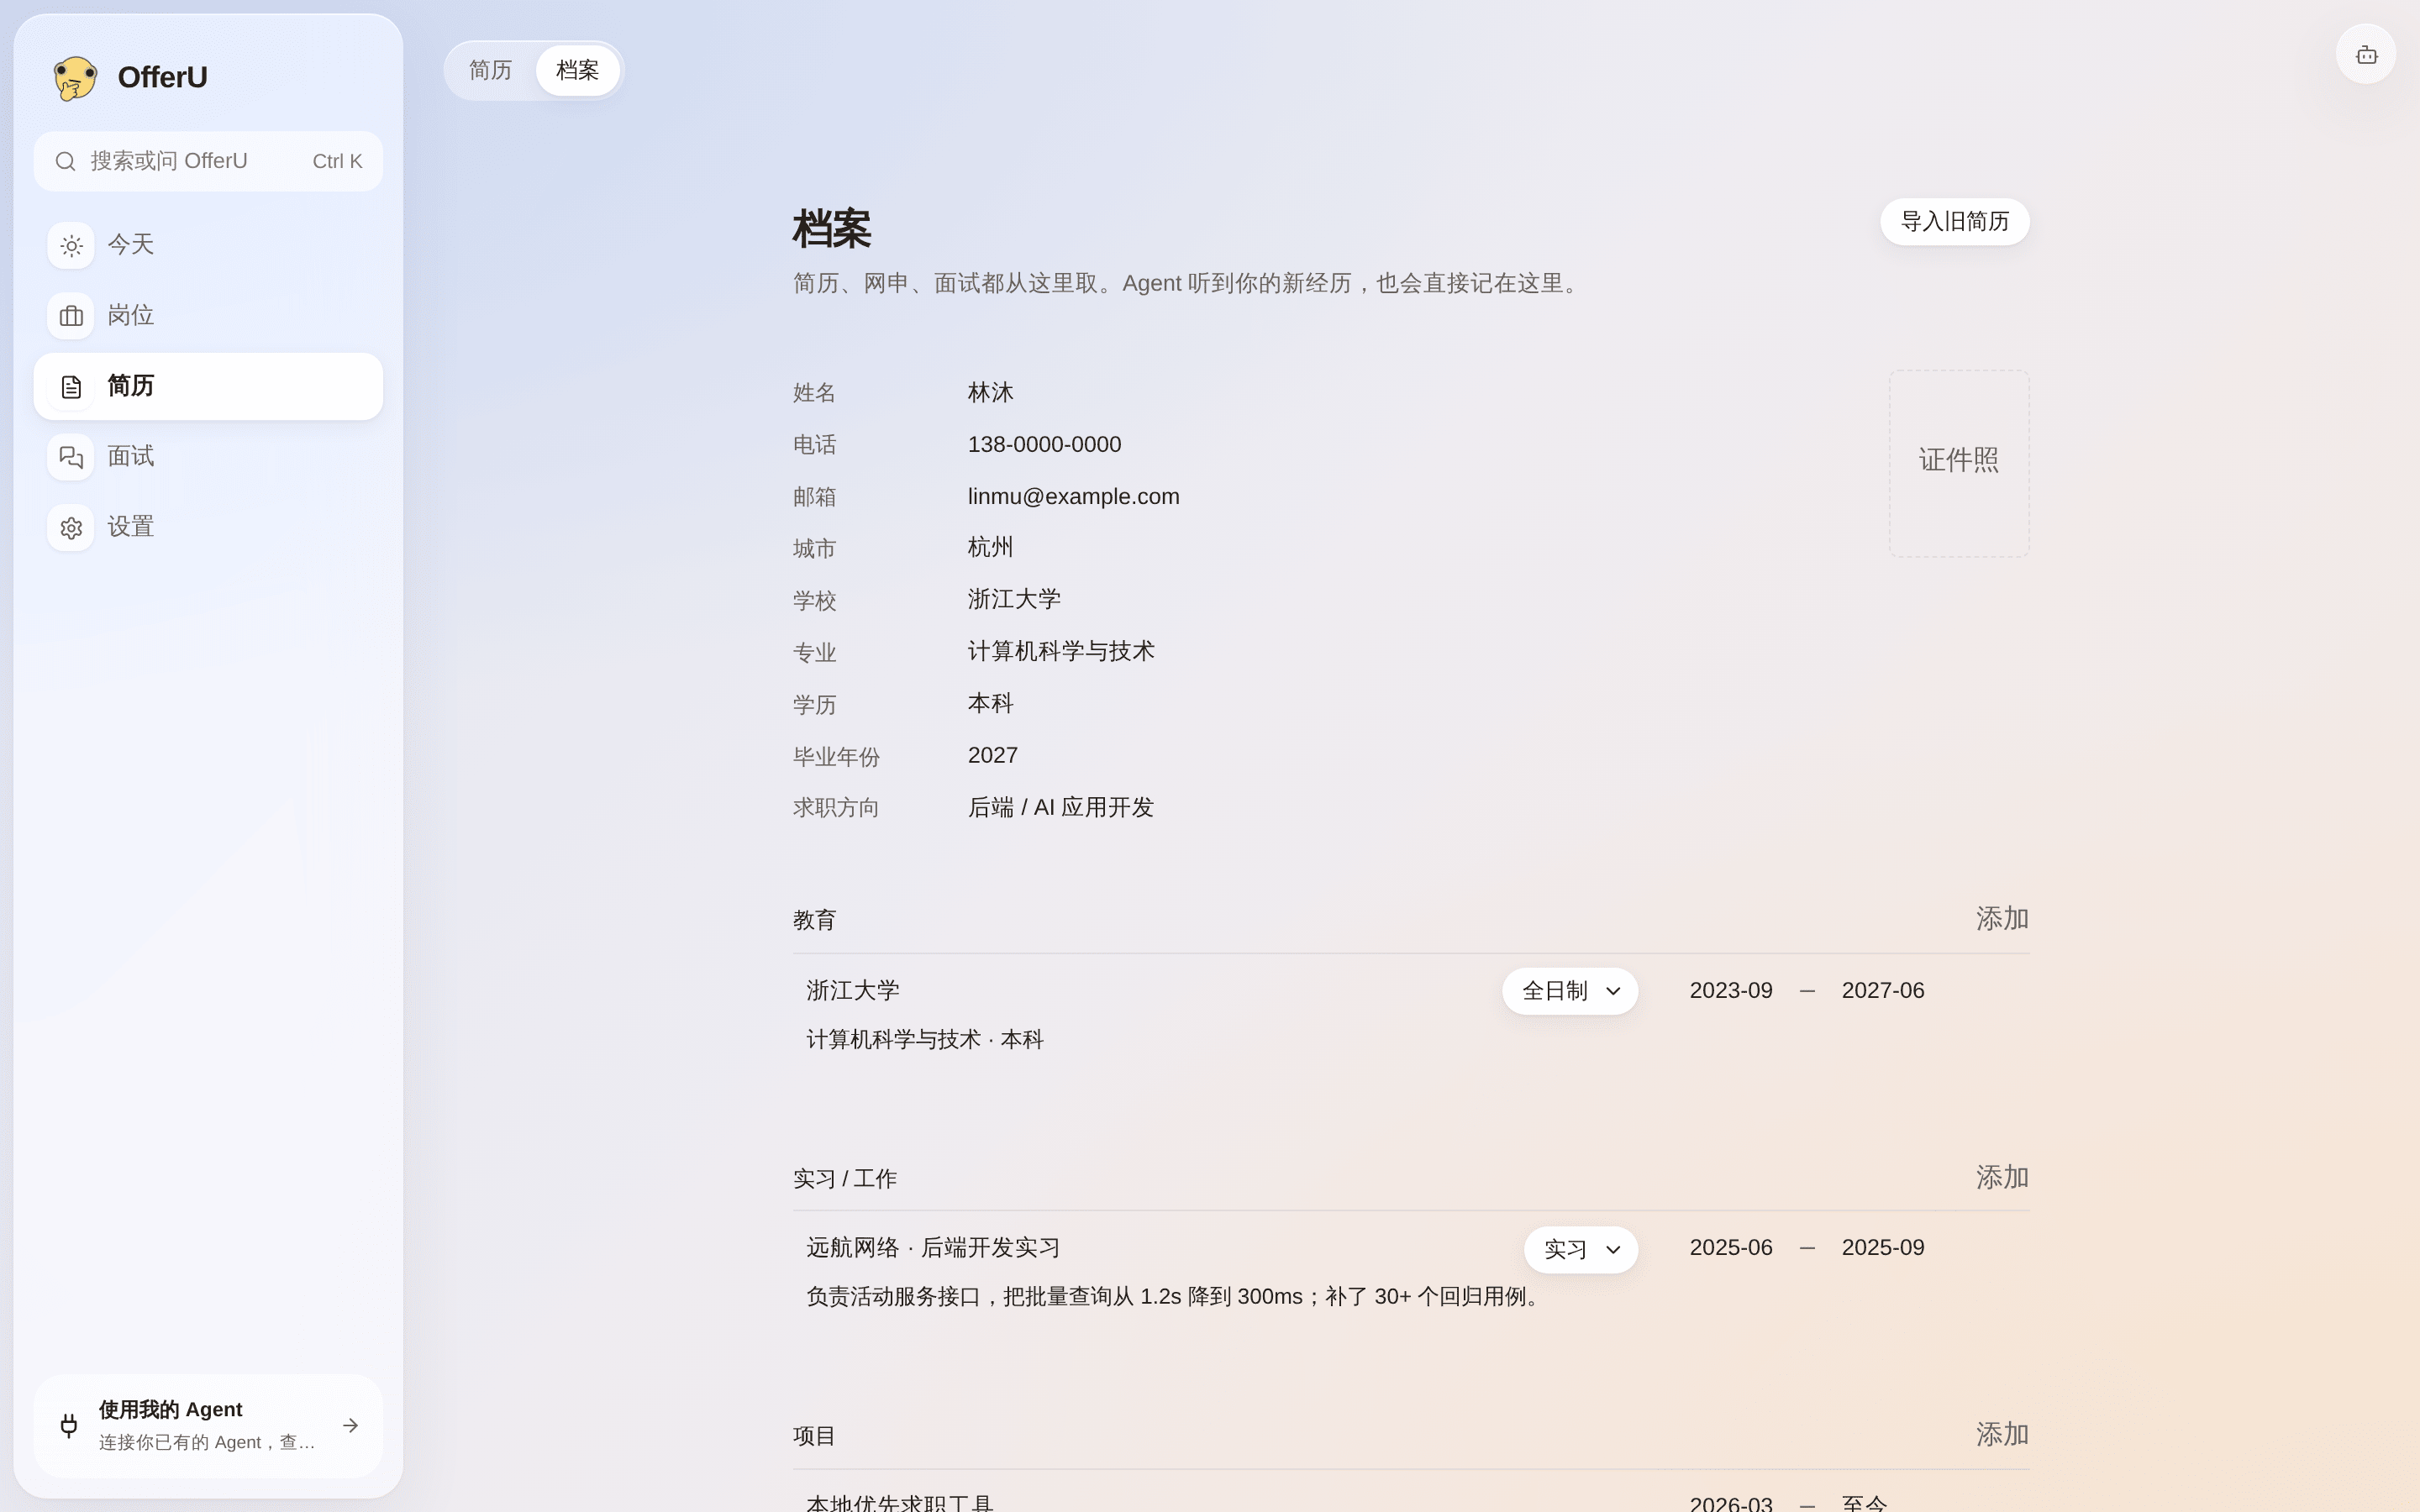 OfferU
搜索或问 OfferU Ctrl K
今天
岗位
简历
面试
设置
使用我的 Agent
连接你已有的 Agent，查...
简历 档案
档案
导入旧简历
简历、网申、面试都从这里取。Agent 听到你的新经历，也会直接记在这里。
姓名 林沐
电话 138-0000-0000
邮箱 linmu@example.com
城市 杭州
学校 浙江大学
专业 计算机科学与技术
学历 本科
毕业年份 2027
求职方向 后端 / AI 应用开发
证件照
教育 添加
浙江大学 全日制 2023-09 — 2027-06
计算机科学与技术 · 本科
实习 / 工作 添加
远航网络 · 后端开发实习 实习 2025-06 — 2025-09
负责活动服务接口，把批量查询从 1.2s 降到 300ms；补了 30+ 个回归用例。
项目 添加
本地优先求职工具 2026-03 — 至今